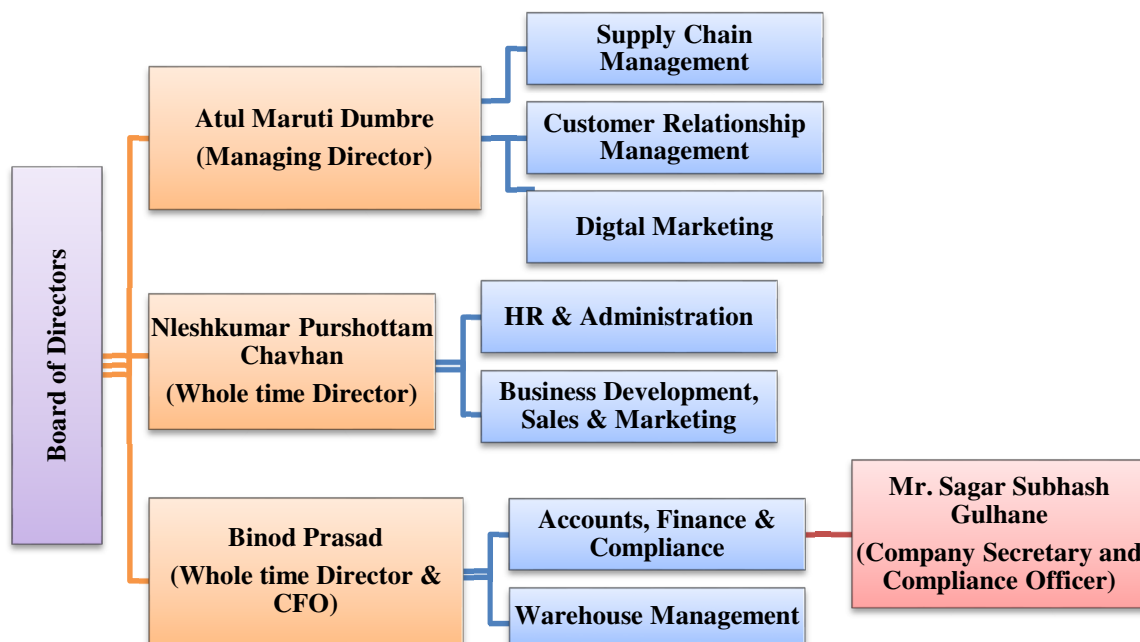 Board of Directors
Atul Maruti Dumbre
(Managing Director)
Supply Chain
Management
Customer Relationship
Management
Digtal Marketing
Nleshkumar Purshottam
Chavhan
(Whole time Director)
HR & Administration
Business Development,
Sales & Marketing
Binod Prasad
(Whole time Director &
CFO)
Accounts, Finance &
Compliance
Mr. Sagar Subhash
Gulhane
(Company Secretary and
Compliance Officer)
Warehouse Management